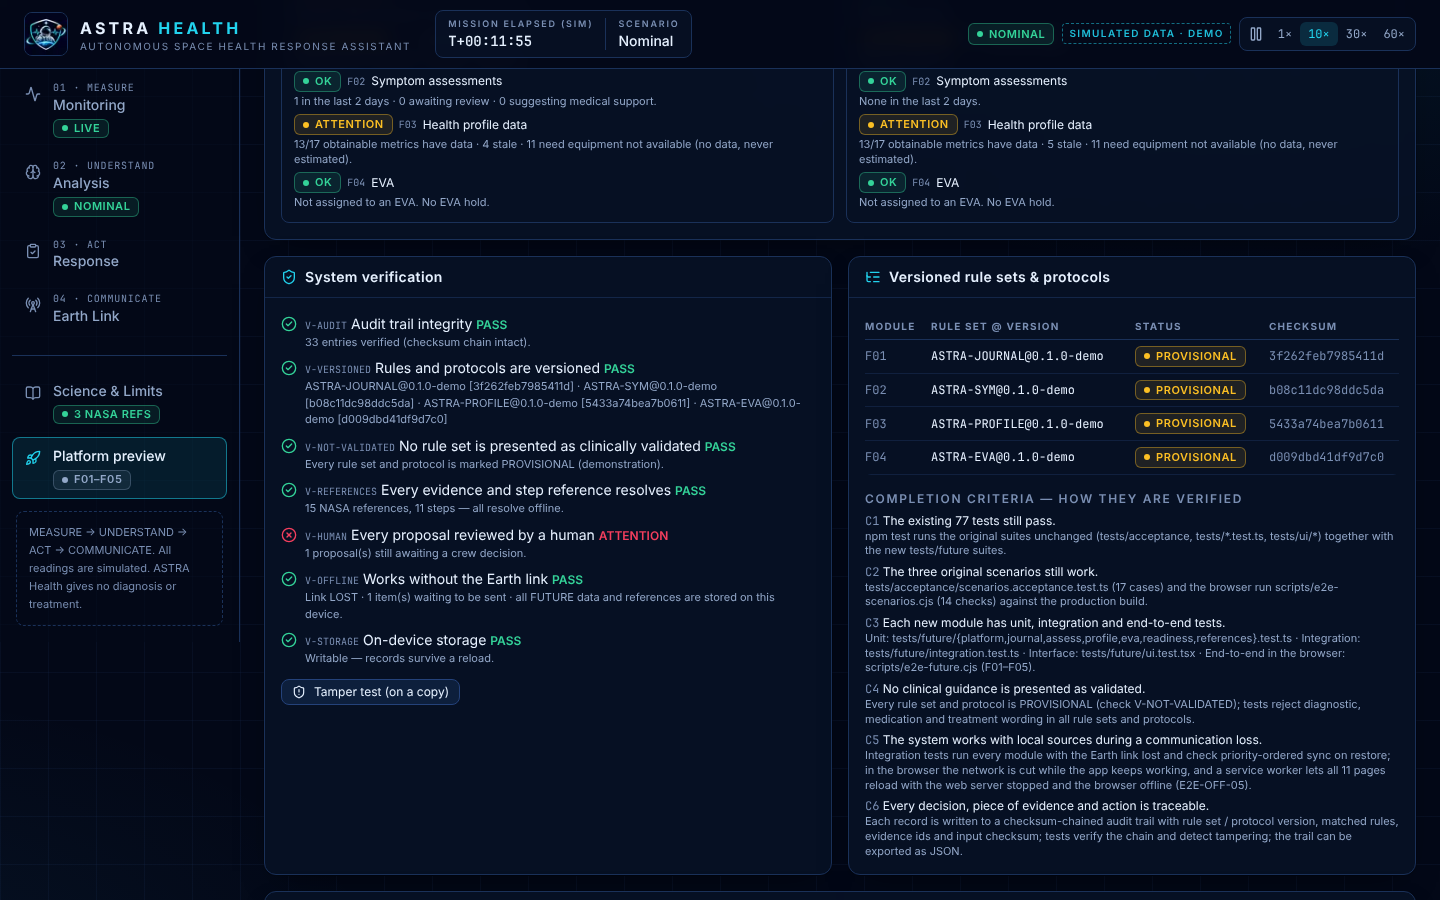 ASTRA HEALTH
AUTONOMOUS SPACE HEALTH RESPONSE ASSISTANT
MISSION ELAPSED (SIM)
T+00:11:55
SCENARIO
Nominal
NOMINAL
SIMULATED DATA · DEMO
1×
10×
30×
60×
01 · MEASURE
Monitoring
LIVE
02 · UNDERSTAND
Analysis
NOMINAL
03 · ACT
Response
04 · COMMUNICATE
Earth Link
Science & Limits
3 NASA REFS
Platform preview
F01–F05
MEASURE → UNDERSTAND →
ACT → COMMUNICATE. All
readings are simulated. ASTRA
Health gives no diagnosis or
treatment.
OK F02 Symptom assessments
1 in the last 2 days · 0 awaiting review · 0 suggesting medical support.
ATTENTION F03 Health profile data
13/17 obtainable metrics have data · 4 stale · 11 need equipment not available (no data, never
estimated).
OK F04 EVA
Not assigned to an EVA. No EVA hold.
OK F02 Symptom assessments
None in the last 2 days.
ATTENTION F03 Health profile data
13/17 obtainable metrics have data · 5 stale · 11 need equipment not available (no data, never
estimated).
OK F04 EVA
Not assigned to an EVA. No EVA hold.
System verification
V-AUDIT Audit trail integrity PASS
33 entries verified (checksum chain intact).
V-VERSIONED Rules and protocols are versioned PASS
ASTRA-JOURNAL@0.1.0-demo [3f262feb7985411d] · ASTRA-SYM@0.1.0-demo
[b08c11dc98ddc5da] · ASTRA-PROFILE@0.1.0-demo [5433a74bea7b0611] · ASTRA-EVA@0.1.0-
demo [d009dbd41df9d7c0]
V-NOT-VALIDATED No rule set is presented as clinically validated PASS
Every rule set and protocol is marked PROVISIONAL (demonstration).
V-REFERENCES Every evidence and step reference resolves PASS
15 NASA references, 11 steps — all resolve offline.
V-HUMAN Every proposal reviewed by a human ATTENTION
1 proposal(s) still awaiting a crew decision.
V-OFFLINE Works without the Earth link PASS
Link LOST · 1 item(s) waiting to be sent · all FUTURE data and references are stored on this
device.
V-STORAGE On-device storage PASS
Writable — records survive a reload.
Tamper test (on a copy)
Versioned rule sets & protocols
MODULE RULE SET @ VERSION STATUS CHECKSUM
F01 ASTRA-JOURNAL@0.1.0-demo PROVISIONAL 3f262feb7985411d
F02 ASTRA-SYM@0.1.0-demo PROVISIONAL b08c11dc98ddc5da
F03 ASTRA-PROFILE@0.1.0-demo PROVISIONAL 5433a74bea7b0611
F04 ASTRA-EVA@0.1.0-demo PROVISIONAL d009dbd41df9d7c0
COMPLETION CRITERIA — HOW THEY ARE VERIFIED
C1 The existing 77 tests still pass.
npm test runs the original suites unchanged (tests/acceptance, tests/*.test.ts, tests/ui/*) together with
the new tests/future suites.
C2 The three original scenarios still work.
tests/acceptance/scenarios.acceptance.test.ts (17 cases) and the browser run scripts/e2e-
scenarios.cjs (14 checks) against the production build.
C3 Each new module has unit, integration and end-to-end tests.
Unit: tests/future/{platform,journal,assess,profile,eva,readiness,references}.test.ts · Integration:
tests/future/integration.test.ts · Interface: tests/future/ui.test.tsx · End-to-end in the browser:
scripts/e2e-future.cjs (F01–F05).
C4 No clinical guidance is presented as validated.
Every rule set and protocol is PROVISIONAL (check V-NOT-VALIDATED); tests reject diagnostic,
medication and treatment wording in all rule sets and protocols.
C5 The system works with local sources during a communication loss.
Integration tests run every module with the Earth link lost and check priority-ordered sync on restore;
in the browser the network is cut while the app keeps working, and a service worker lets all 11 pages
reload with the web server stopped and the browser offline (E2E-OFF-05).
C6 Every decision, piece of evidence and action is traceable.
Each record is written to a checksum-chained audit trail with rule set / protocol version, matched rules,
evidence ids and input checksum; tests verify the chain and detect tampering; the trail can be
exported as JSON.